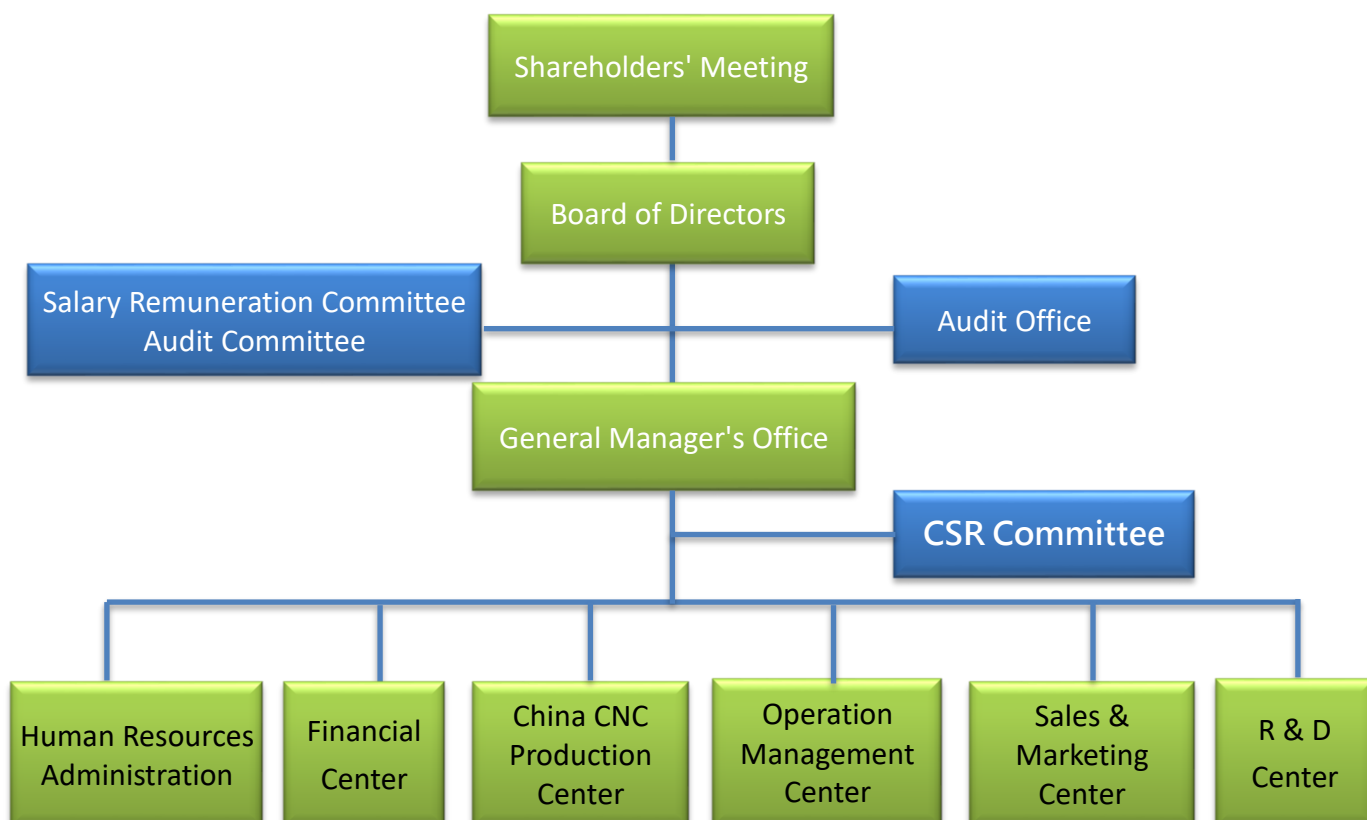 Shareholders' Meeting
Board of Directors
Salary Remuneration Committee
Audit Committee
Audit Office
General Manager's Office
CSR Committee
Human Resources
Administration
Financial
Center
China CNC
Production
Center
Operation
Management
Center
Sales &
Marketing
Center
R & D
Center